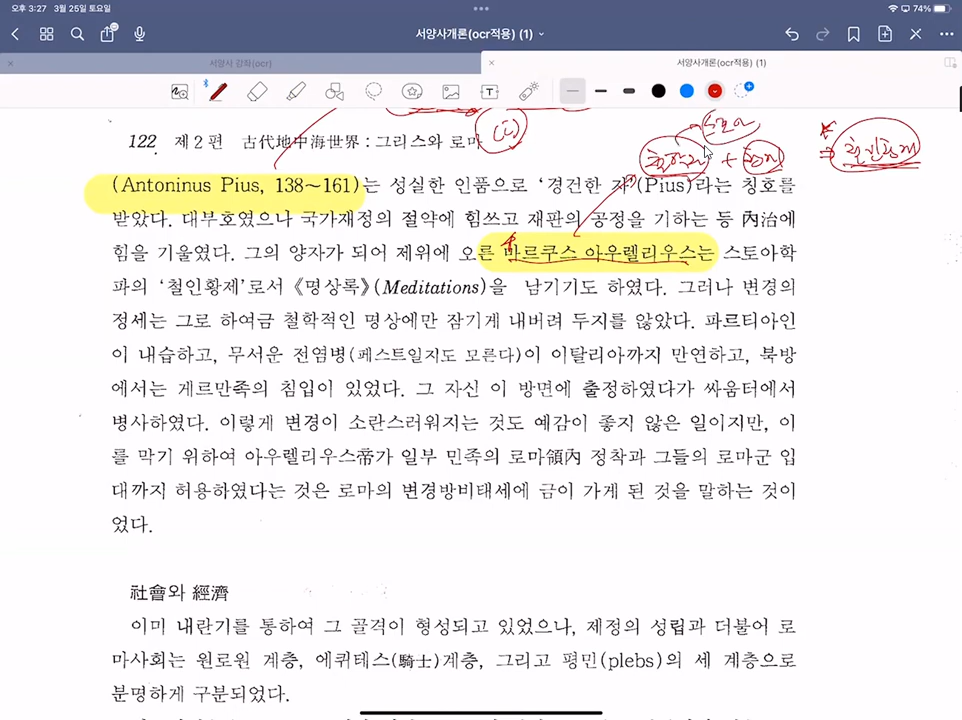 오후 3:27 3월 25일 토요일
74%
서양사개론(ocr적용) (1)
서양사 강좌(ocr)
서양사개론(ocr적용) (1)
스토아
철학자 + 황제 ⇒ 철인황제
122 제 2 편 古代地中海世界 : 그리스와 로마
(Antoninus Pius, 138~161)는 성실한 인품으로 '경건한 자'(Pius)라는 칭호를
받았다. 대부호였으나 국가재정의 절약에 힘쓰고 재판의 공정을 기하는 등 內治에
힘을 기울였다. 그의 양자가 되어 제위에 오른 마르쿠스 아우렐리우스는 스토아학
파의 '철인황제'로서 《명상록》(Meditations)을 남기기도 하였다. 그러나 변경의
정세는 그로 하여금 철학적인 명상에만 잠기게 내버려 두지를 않았다. 파르티아인
이 내습하고, 무서운 전염병(페스트일지도 모른다)이 이탈리아까지 만연하고, 북방
에서는 게르만족의 침입이 있었다. 그 자신 이 방면에 출정하였다가 싸움터에서
병사하였다. 이렇게 변경이 소란스러워지는 것도 예감이 좋지 않은 일이지만, 이
를 막기 위하여 아우렐리우스帝가 일부 민족의 로마領內 정착과 그들의 로마군 입
대까지 허용하였다는 것은 로마의 변경방비태세에 금이 가게 된 것을 말하는 것이
었다.
社會와 經濟
이미 내란기를 통하여 그 골격이 형성되고 있었으나, 제정의 성립과 더불어 로
마사회는 원로원 계층, 에퀴테스(騎士)계층, 그리고 평민(plebs)의 세 계층으로
분명하게 구분되었다.